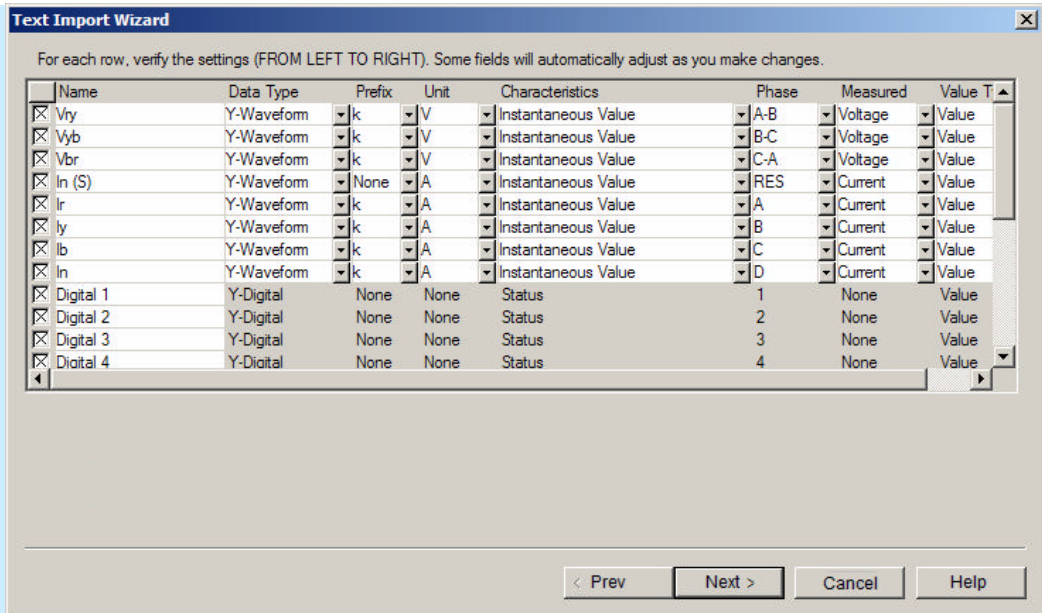 Text Import Wizard
For each row, verify the settings (FROM LEFT TO RIGHT). Some fields will automatically adjust as you make changes.
Name Data Type Prefix Unit Characteristics Phase Measured Value T
Vry Y-Waveform k V Instantaneous Value A-B Voltage Value
Vyb Y-Waveform k V Instantaneous Value B-C Voltage Value
Vbr Y-Waveform k V Instantaneous Value C-A Voltage Value
In (S) Y-Waveform None A Instantaneous Value RES Current Value
Ir Y-Waveform k A Instantaneous Value A Current Value
Iy Y-Waveform k A Instantaneous Value B Current Value
Ib Y-Waveform k A Instantaneous Value C Current Value
In Y-Waveform k A Instantaneous Value D Current Value
Digital 1 Y-Digital None None Status 1 None Value
Digital 2 Y-Digital None None Status 2 None Value
Digital 3 Y-Digital None None Status 3 None Value
Digital 4 Y-Digital None None Status 4 None Value
< Prev Next > Cancel Help